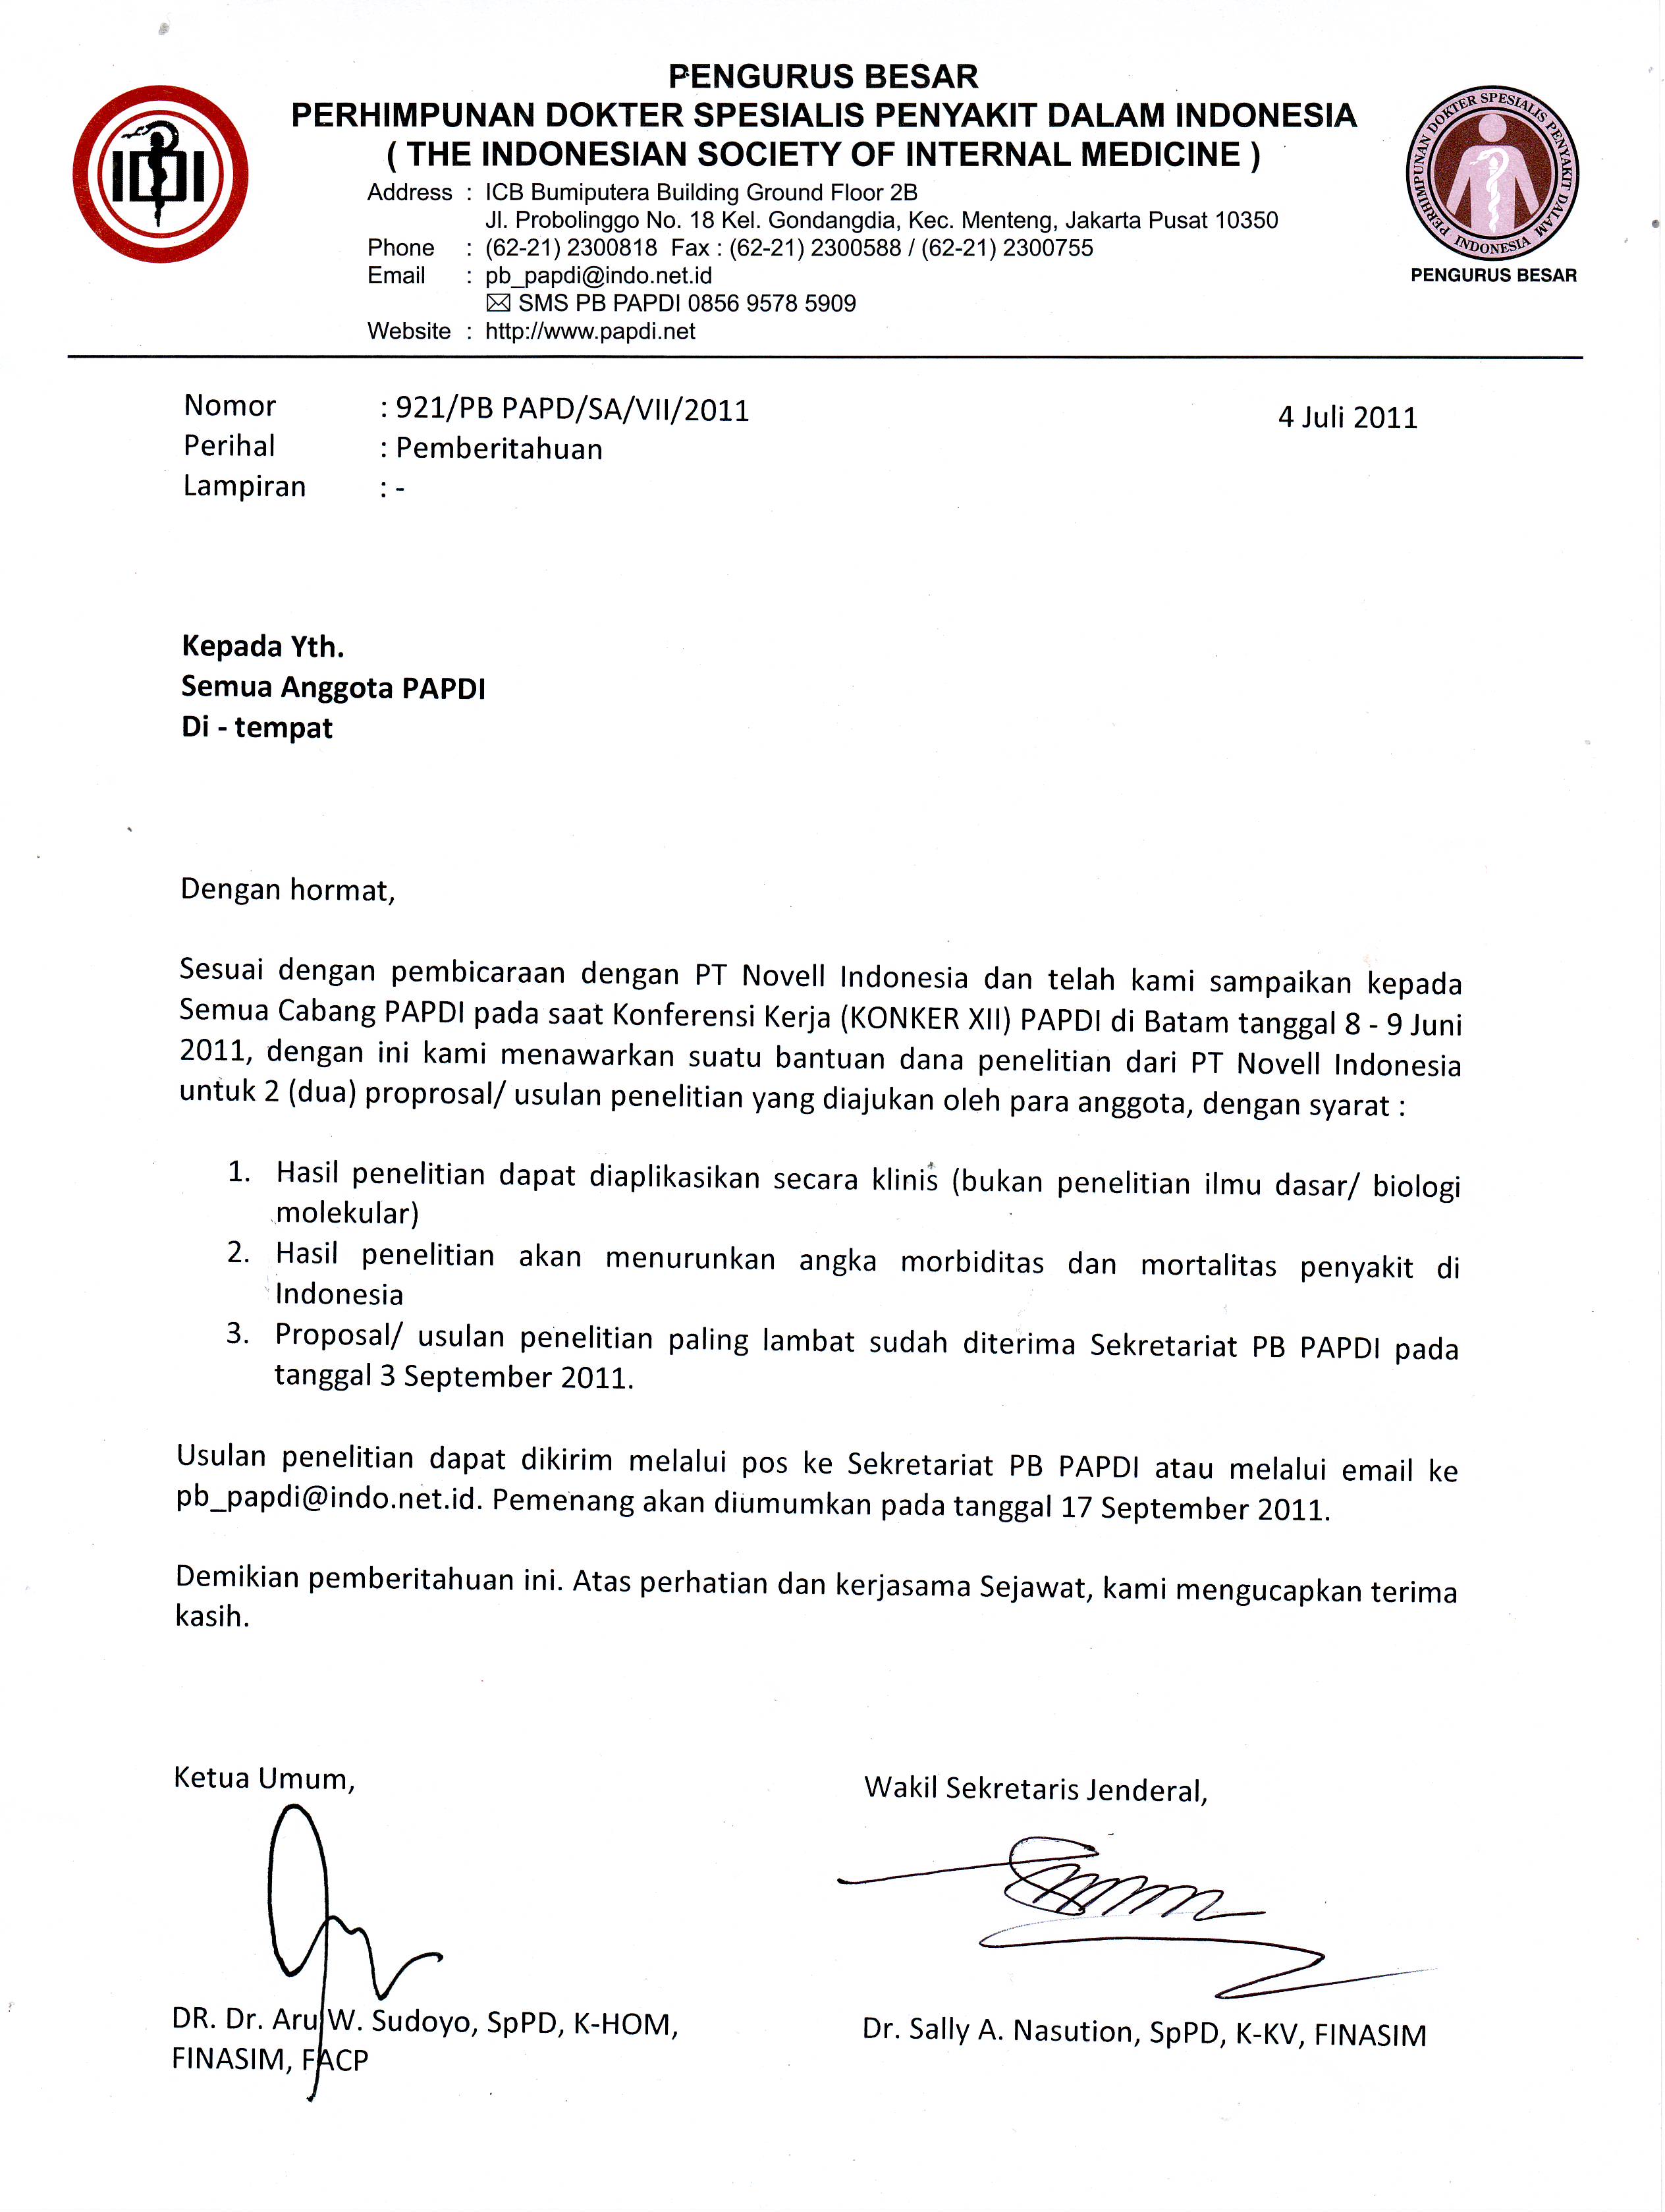 PENGURUS BESAR
PERHIMPUNAN DOKTER SPESIALIS PENYAKIT DALAM INDONESIA
( THE INDONESIAN SOCIETY OF INTERNAL MEDICINE )
IDI
Address : ICB Bumiputera Building Ground Floor 2B
Jl. Probolinggo No. 18 Kel. Gondangdia, Kec. Menteng, Jakarta Pusat 10350
Phone : (62-21) 2300818 Fax : (62-21) 2300588 / (62-21) 2300755
Email : pb_papdi@indo.net.id
SMS PB PAPDI 0856 9578 5909
Website : http://www.papdi.net
PERHIMPUNAN DOKTER SPESIALIS PENYAKIT DALAM
INDONESIA
PENGURUS BESAR
Nomor : 921/PB PAPD/SA/VII/2011 4 Juli 2011
Perihal : Pemberitahuan
Lampiran : -
Kepada Yth.
Semua Anggota PAPDI
Di - tempat
Dengan hormat,
Sesuai dengan pembicaraan dengan PT Novell Indonesia dan telah kami sampaikan kepada
Semua Cabang PAPDI pada saat Konferensi Kerja (KONKER XII) PAPDI di Batam tanggal 8 - 9 Juni
2011, dengan ini kami menawarkan suatu bantuan dana penelitian dari PT Novell Indonesia
untuk 2 (dua) proprosal/ usulan penelitian yang diajukan oleh para anggota, dengan syarat :
1. Hasil penelitian dapat diaplikasikan secara klinis (bukan penelitian ilmu dasar/ biologi
molekular)
2. Hasil penelitian akan menurunkan angka morbiditas dan mortalitas penyakit di
Indonesia
3. Proposal/ usulan penelitian paling lambat sudah diterima Sekretariat PB PAPDI pada
tanggal 3 September 2011.
Usulan penelitian dapat dikirim melalui pos ke Sekretariat PB PAPDI atau melalui email ke
pb_papdi@indo.net.id. Pemenang akan diumumkan pada tanggal 17 September 2011.
Demikian pemberitahuan ini. Atas perhatian dan kerjasama Sejawat, kami mengucapkan terima
kasih.
Ketua Umum, Wakil Sekretaris Jenderal,
DR. Dr. Aru W. Sudoyo, SpPD, K-HOM, Dr. Sally A. Nasution, SpPD, K-KV, FINASIM
FINASIM, FACP